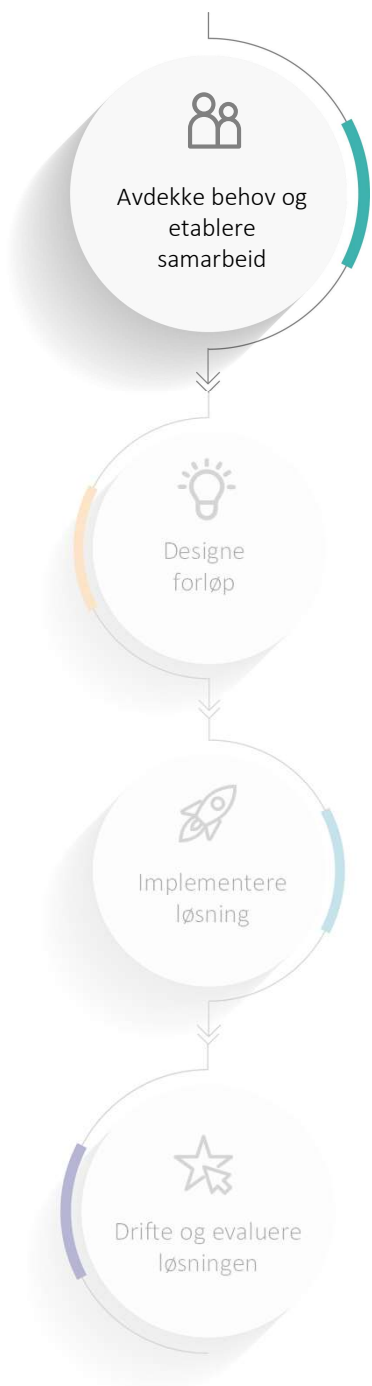 Avdekke behov og
etablere
samarbeid
Designe
forløp
Implementere
løsning
Drifte og evaluere
løsningen